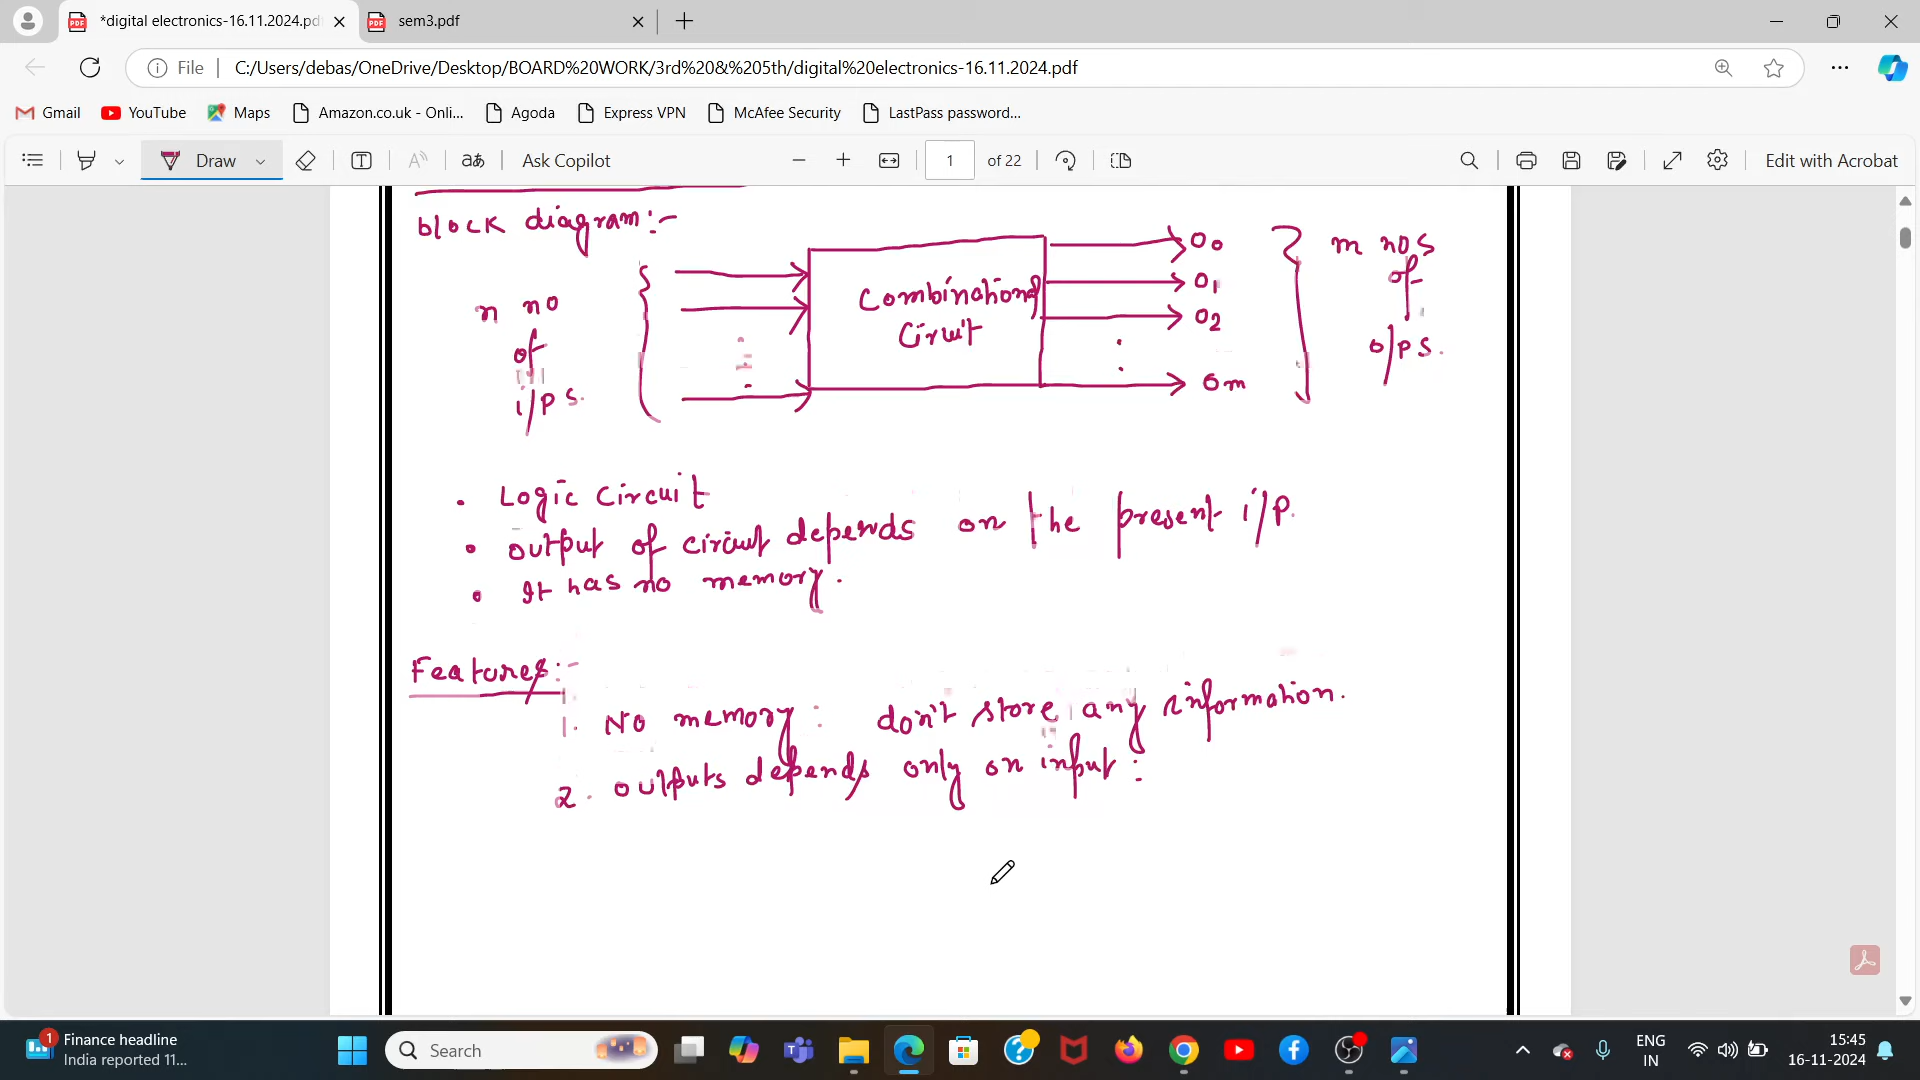 *digital electronics-16.11.2024.pd
sem3.pdf
File
C:/Users/debas/OneDrive/Desktop/BOARD%20WORK/3rd%20&%205th/digital%20electronics-16.11.2024.pdf
Gmail
YouTube
Maps
Amazon.co.uk - Onli...
Agoda
Express VPN
McAfee Security
LastPass password...
Draw
Ask Copilot
1 of 22
Edit with Acrobat
block diagram:-
n no
of
i/ps.
Combinational
Circuit
O0
O1
O2
Om
m nos
of
o/ps.
• Logic circuit
• output of circuit depends on the present i/p.
• It has no memory.
Features:-
1. No memory: don't store any information.
2. outputs depends only on input:
1
Finance headline
India reported 11...
Search
ENG
IN
15:45
16-11-2024